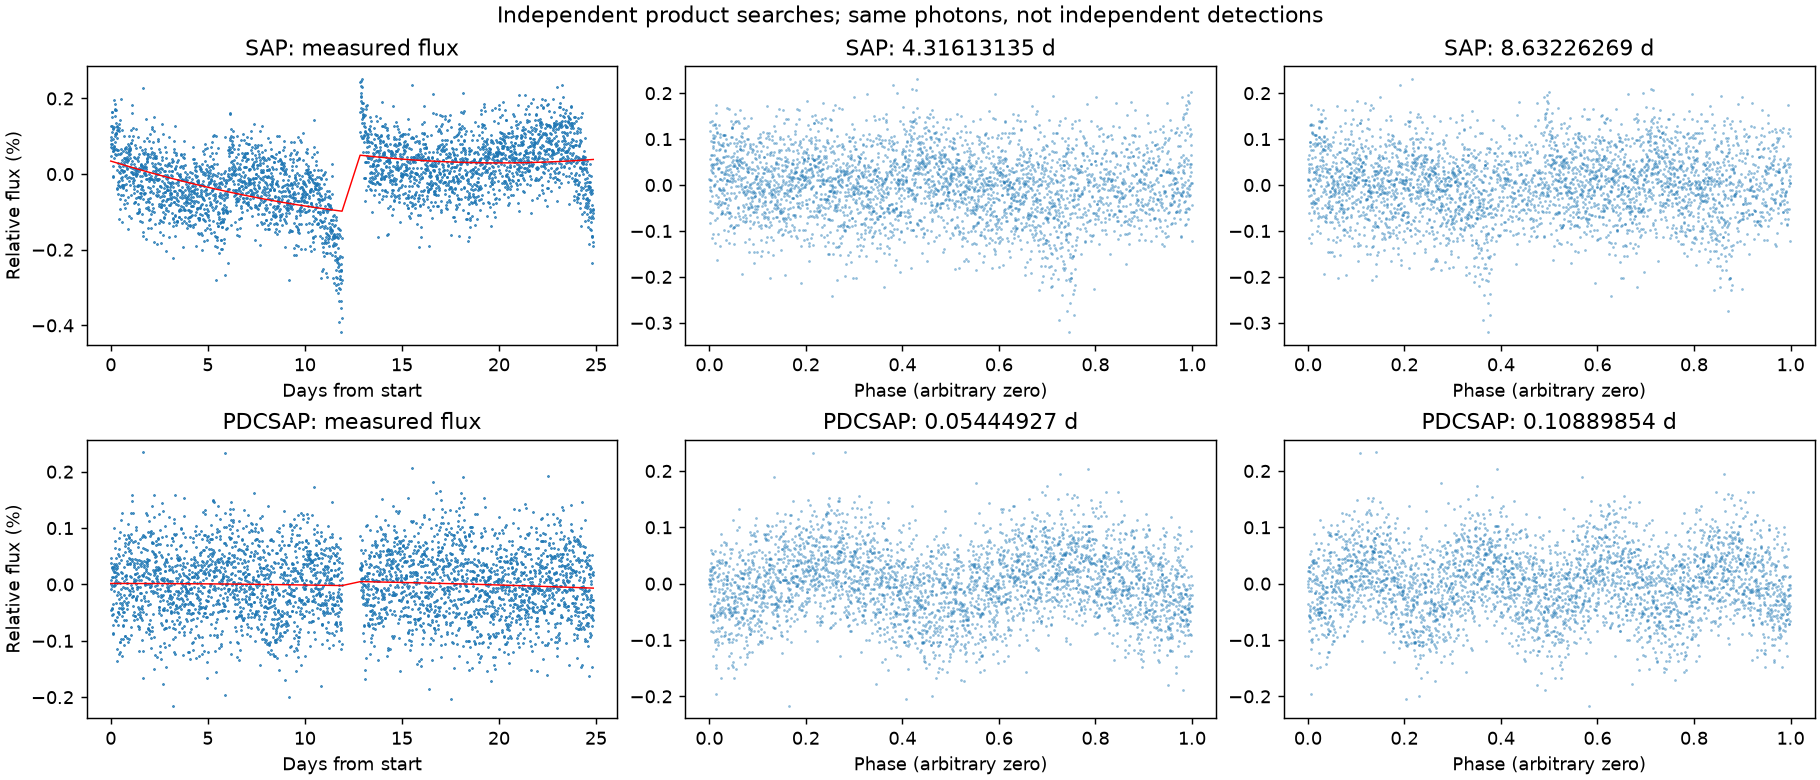 Independent product searches; same photons, not independent detections
SAP: measured flux
SAP: 4.31613135 d
SAP: 8.63226269 d
Relative flux (%)
0.2
0.0
−0.2
−0.4
0.2
0.1
0.0
−0.1
−0.2
−0.3
0.2
0.1
0.0
−0.1
−0.2
−0.3
0 5 10 15 20 25
0.0 0.2 0.4 0.6 0.8 1.0
0.0 0.2 0.4 0.6 0.8 1.0
Days from start
Phase (arbitrary zero)
Phase (arbitrary zero)
PDCSAP: measured flux
PDCSAP: 0.05444927 d
PDCSAP: 0.10889854 d
Relative flux (%)
0.2
0.1
0.0
−0.1
−0.2
0.2
0.1
0.0
−0.1
−0.2
0.2
0.1
0.0
−0.1
−0.2
0 5 10 15 20 25
0.0 0.2 0.4 0.6 0.8 1.0
0.0 0.2 0.4 0.6 0.8 1.0
Days from start
Phase (arbitrary zero)
Phase (arbitrary zero)